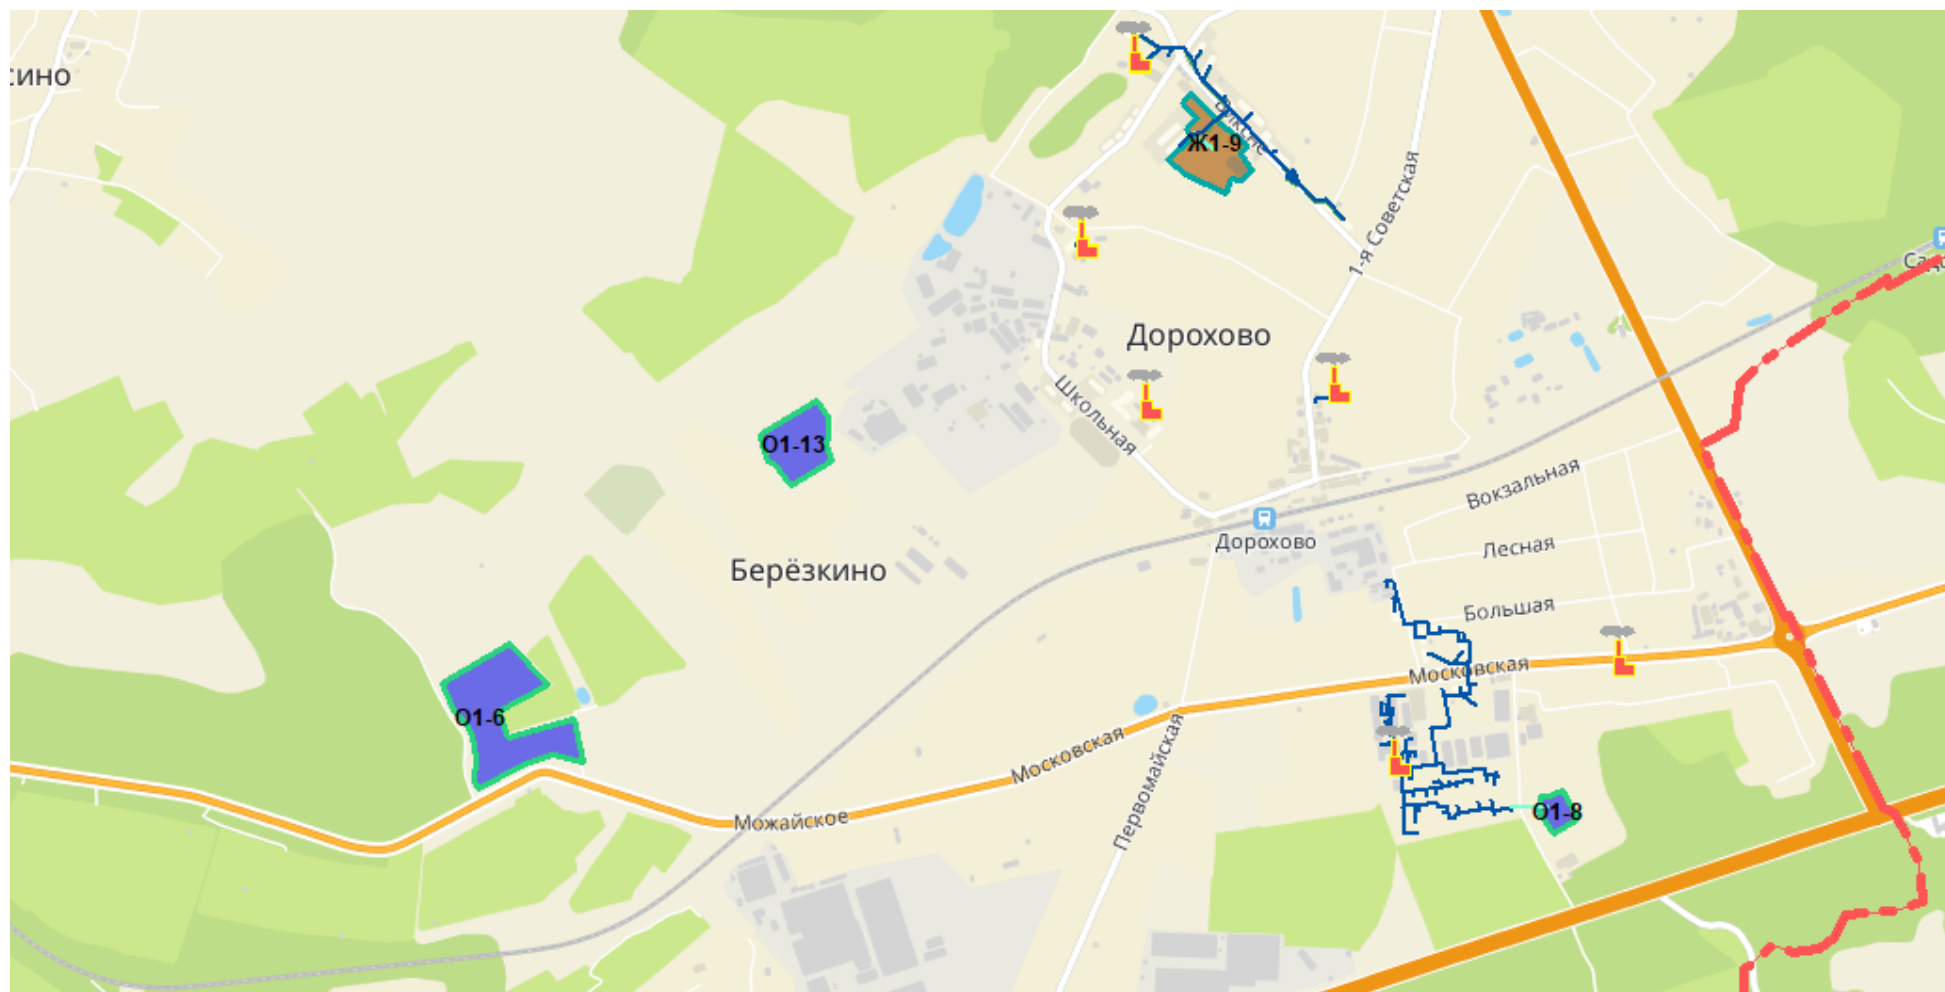 сино
Ж1-9
1-я Советская
Дорохово
Школьная
О1-13
Вокзальная
Дорохово
Лесная
Берёзкино
Большая
Московская
О1-6
Московская
Первомайская
Можайское
О1-8